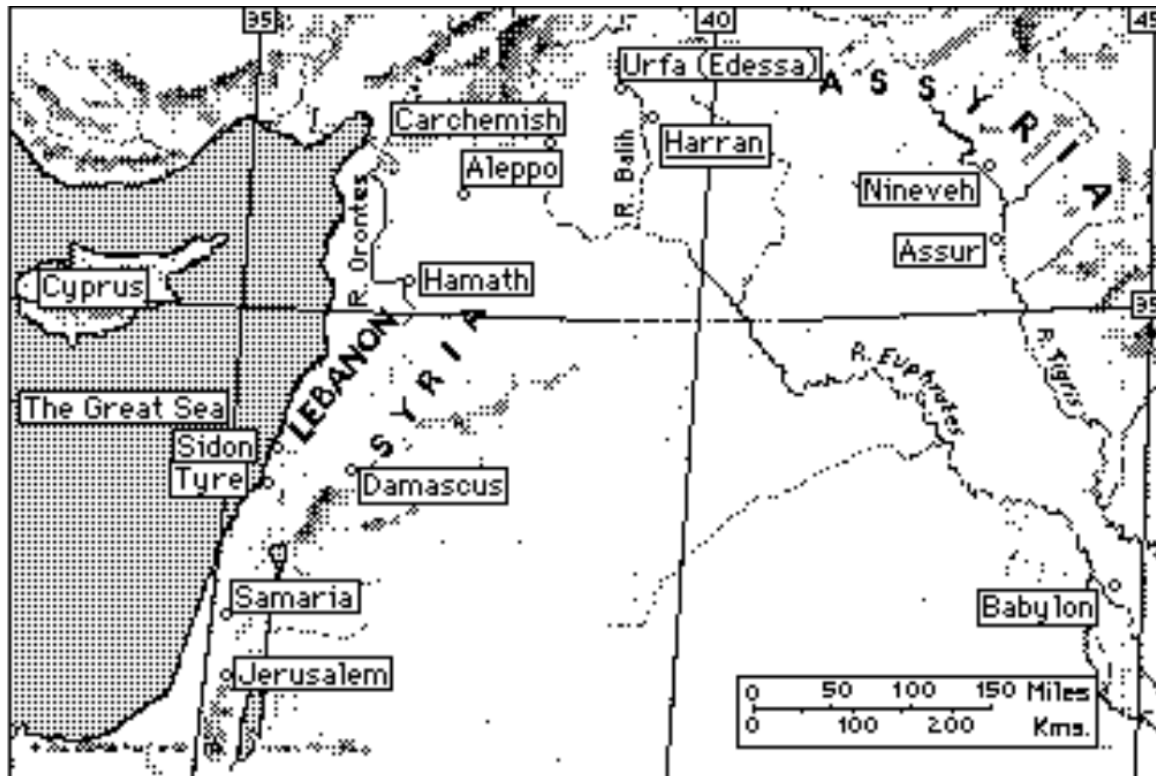 35
40
45
Urfa (Edessa)
ASSYRIA
Carchemish
Harran
Aleppo
R. Balih
Nineveh
R. Orontes
Assur
Cyprus
Hamath
35
LEBANON
SYRIA
R. Euphrates
R. Tigris
The Great Sea
Sidon
Tyre
Damascus
Samaria
Babylon
Jerusalem
0 50 100 150 Miles
0 100 200 Kms.